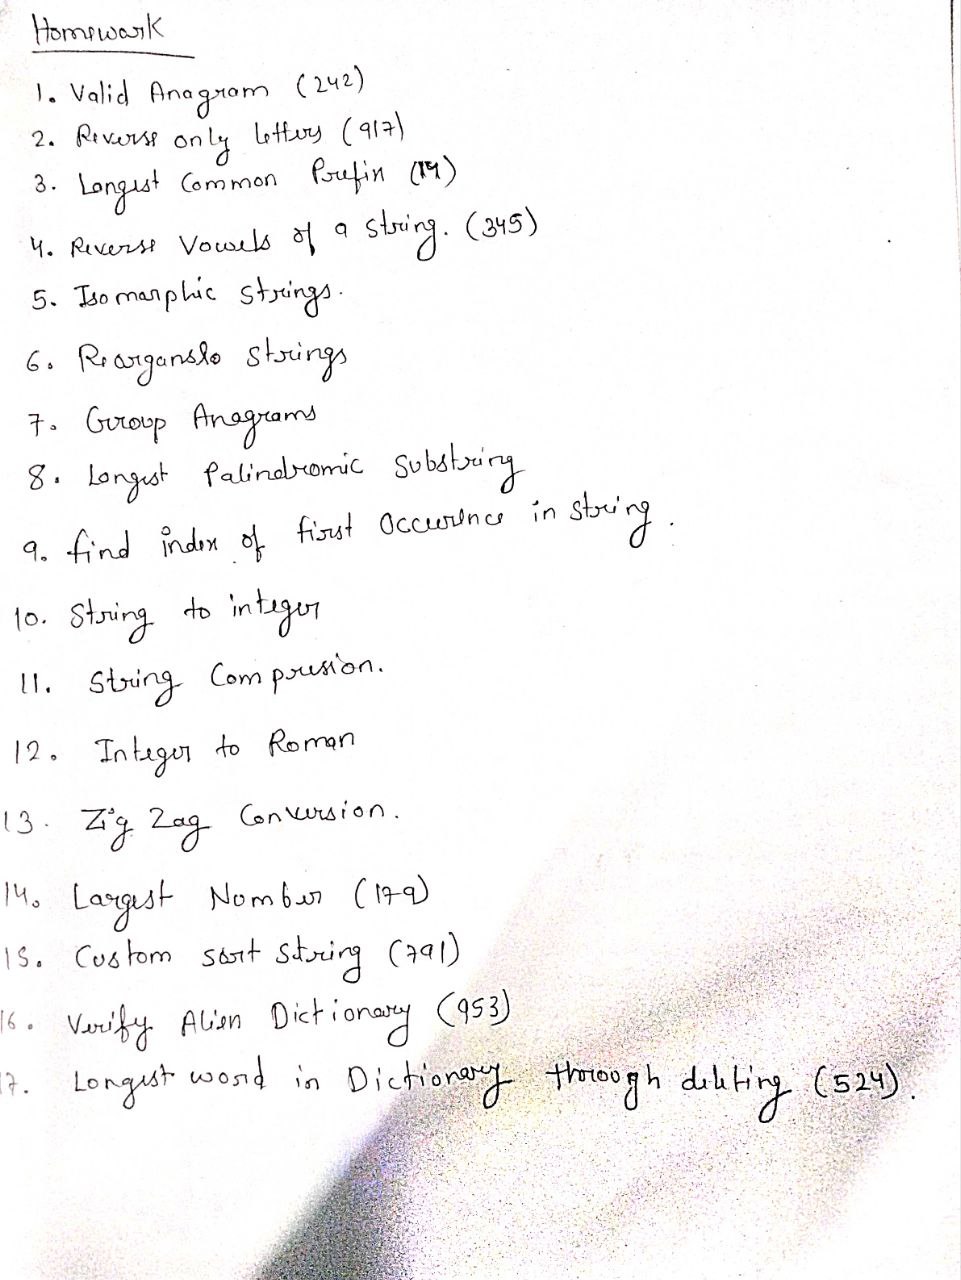 Homework
1. Valid Anagram (242)
2. Reverse only letters (917)
3. Longest Common Prefix (14)
4. Reverse Vowels of a string. (345)
5. Isomorphic strings.
6. strings
7. Group Anagrams
8. Longest Palindromic Substring
9. find index of first Occurence in string.
10. String to integer
11. String Compression.
12. Integer to Roman
13. Zig Zag Conversion.
14. Largest Number (179)
15. Custom sort string (791)
16. Verify Alien Dictionary (953)
17. Longest word in Dictionary through deleting (524).